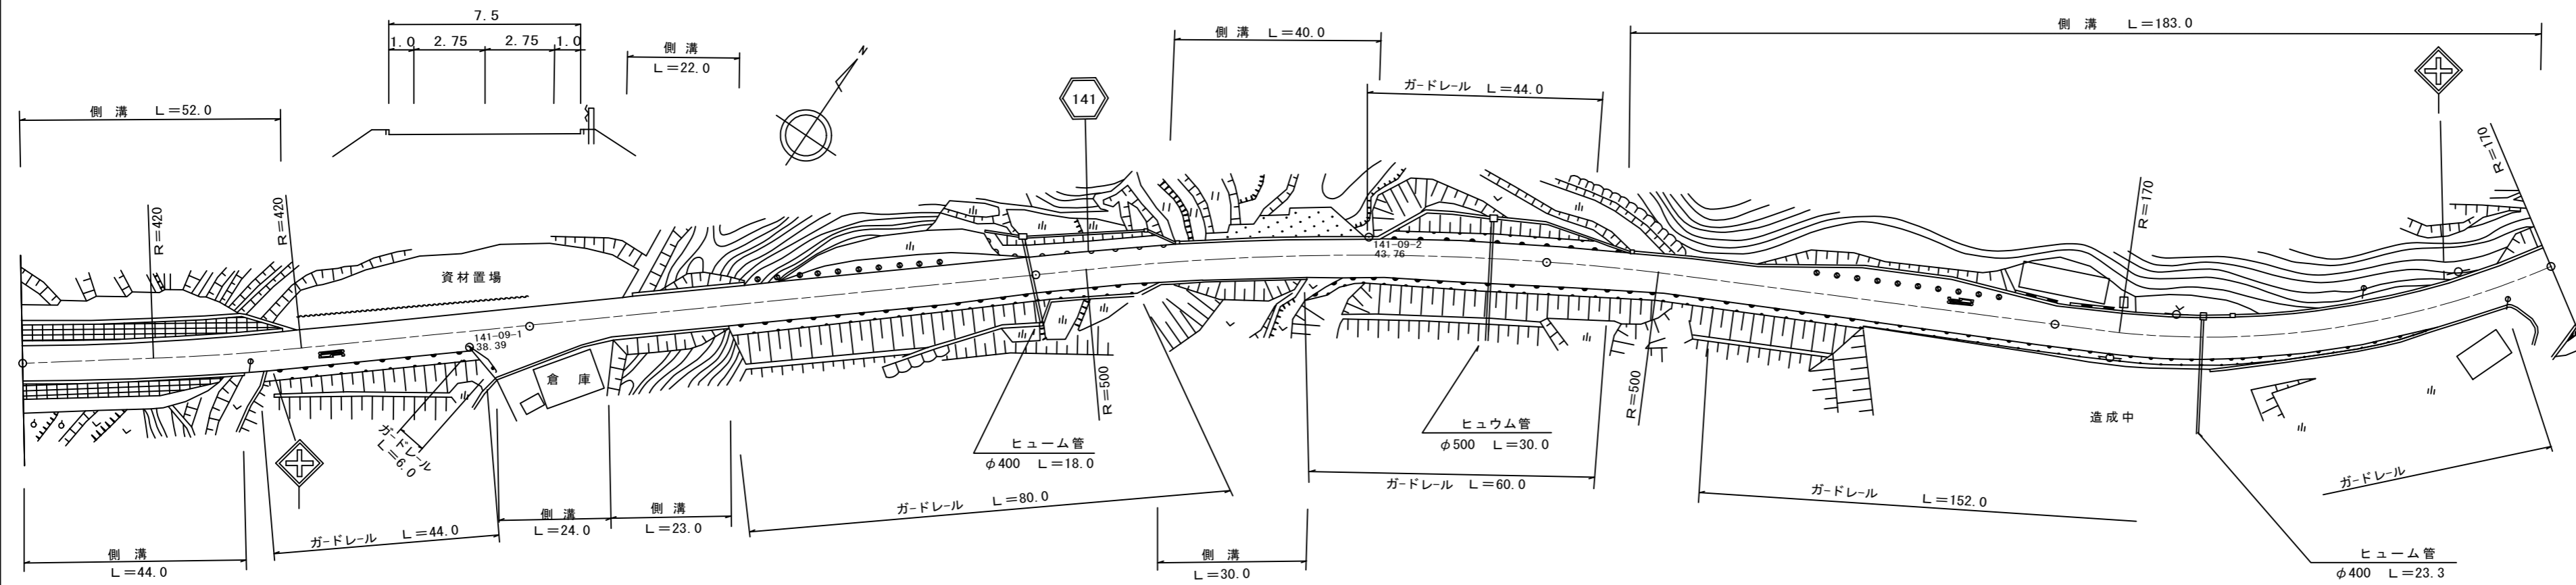 7.5
1.0 2.75 2.75 1.0
側溝
L=22.0
N
側溝 L=52.0
141
側溝 L=40.0
ガードレール L=44.0
側溝 L=183.0
R=420
R=420
資材置場
141-09-1
38.39
倉庫
ガードレール
L=6.0
141-09-2
43.76
R=500
R=500
R=170
R=170
造成中
ヒューム管
φ400 L=18.0
ヒュウム管
φ500 L=30.0
ヒューム管
φ400 L=23.3
側溝
L=44.0
ガードレール L=44.0
側溝
L=24.0
側溝
L=23.0
ガードレール L=80.0
側溝
L=30.0
ガードレール L=60.0
ガードレール L=152.0
ガードレール